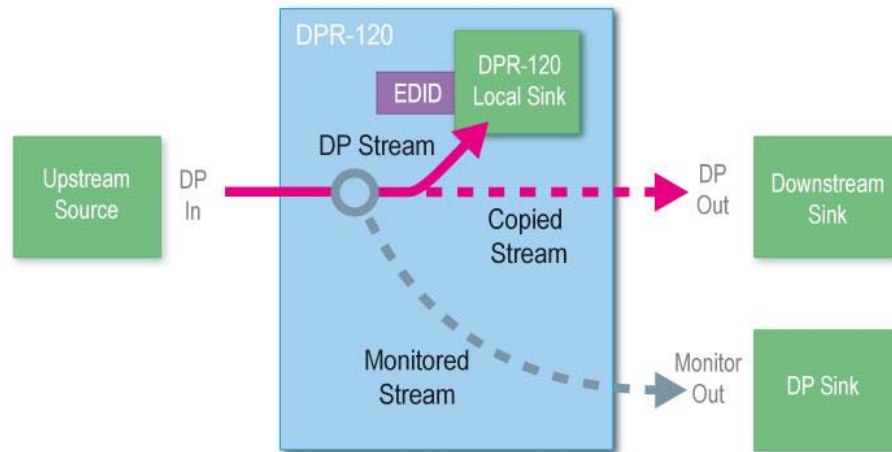 DPR-120
DPR-120
Local Sink
EDID
DP Stream
Upstream
Source
DP
In
DP
Out
Downstream
Sink
Copied
Stream
Monitored
Stream
Monitor
Out
DP Sink